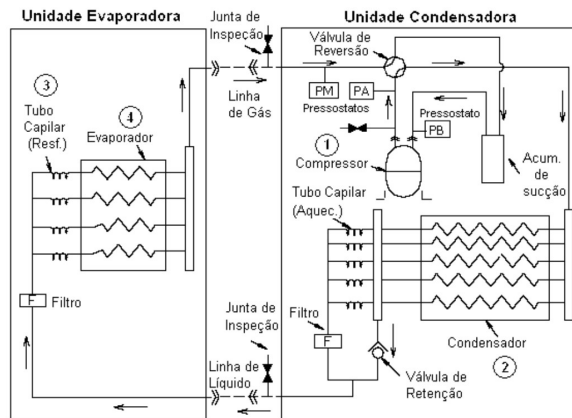 Unidade Evaporadora
Unidade Condensadora
Junta de
Inspeção
Válvula de
Reversão
Linha
de Gás
PM
Pressostatos
PA
Pressostato
PB
1
Compressor
Acum.
de
sucção
3
Tubo
Capilar
(Resf.)
4
Evaporador
F
Filtro
Tubo Capilar
(Aquec.)
Filtro
F
Condensador
2
Válvula de
Retenção
Junta de
Inspeção
Linha de
Líquido